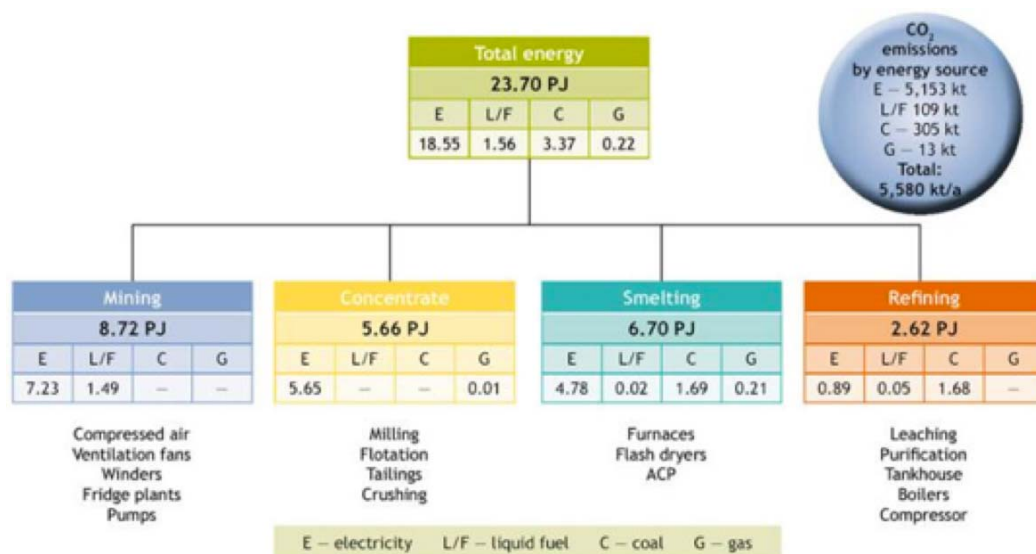 Total energy
23.70 PJ
E L/F C G
18.55 1.56 3.37 0.22
CO₂
emissions
by energy source
E – 5,153 kt
L/F 109 kt
C – 305 kt
G – 13 kt
Total:
5,580 kt/a
Mining
8.72 PJ
E L/F C G
7.23 1.49 – –
Compressed air
Ventilation fans
Winders
Fridge plants
Pumps
Concentrate
5.66 PJ
E L/F C G
5.65 – – 0.01
Milling
Flotation
Tailings
Crushing
Smelting
6.70 PJ
E L/F C G
4.78 0.02 1.69 0.21
Furnaces
Flash dryers
ACP
Refining
2.62 PJ
E L/F C G
0.89 0.05 1.68 –
Leaching
Purification
Tankhouse
Boilers
Compressor
E – electricity L/F – liquid fuel C – coal G – gas